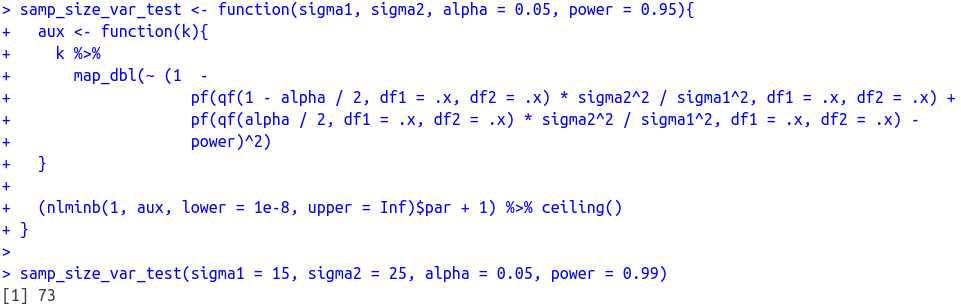 > samp_size_var_test <- function(sigma1, sigma2, alpha = 0.05, power = 0.95){
+   aux <- function(k){
+     k %>%
+       map_dbl(~ (1  -
+                    pf(qf(1 - alpha / 2, df1 = .x, df2 = .x) * sigma2^2 / sigma1^2, df1 = .x, df2 = .x) +
+                    pf(qf(alpha / 2, df1 = .x, df2 = .x) * sigma2^2 / sigma1^2, df1 = .x, df2 = .x) -
+                    power)^2)
+   }
+
+   (nlminb(1, aux, lower = 1e-8, upper = Inf)$par + 1) %>% ceiling()
+ }
>
> samp_size_var_test(sigma1 = 15, sigma2 = 25, alpha = 0.05, power = 0.99)
[1] 73